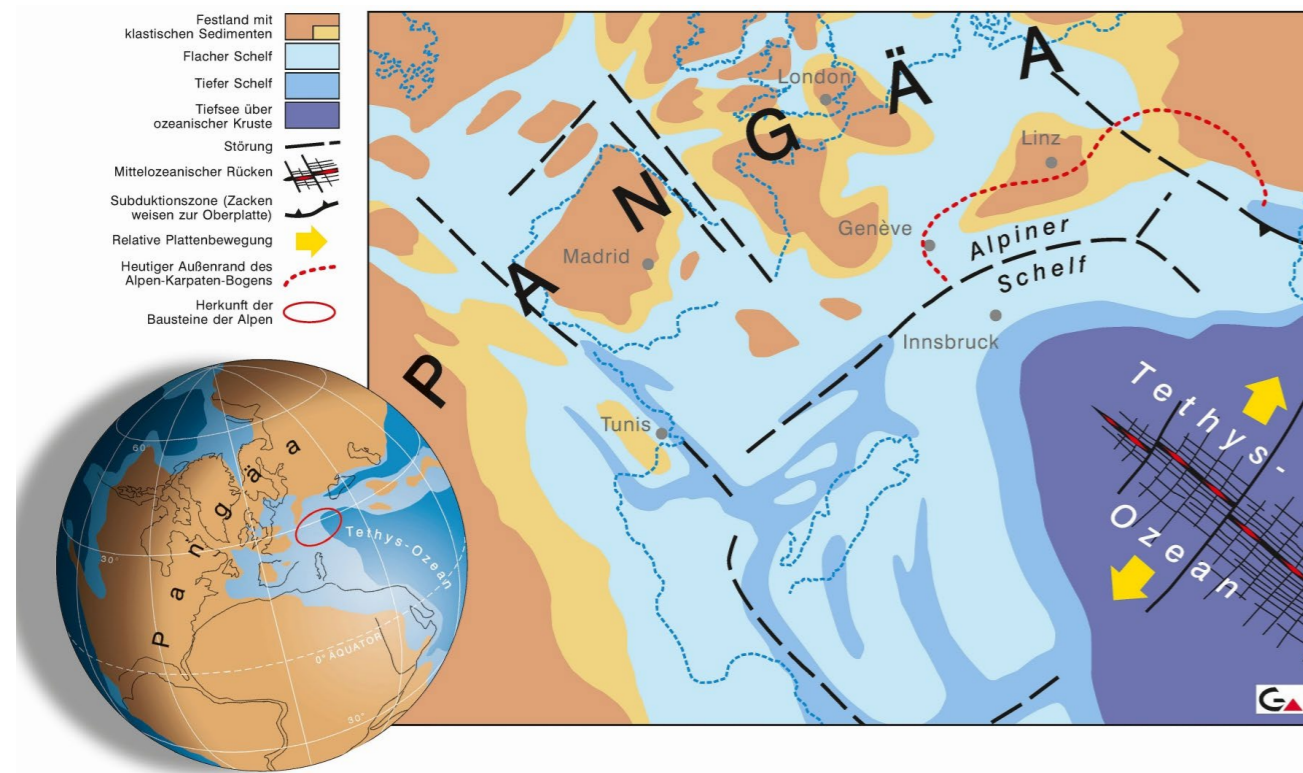 Festland mit
klastischen Sedimenten
Flacher Schelf
Tiefer Schelf
Tiefsee über
ozeanischer Kruste
Störung
Mittelozeanischer Rücken
Subduktionszone (Zacken
weisen zur Oberplatte)
Relative Plattenbewegung
Heutiger Außenrand des
Alpen-Karpaten-Bogens
Herkunft der
Bausteine der Alpen
PANGÄA
London
Linz
Genève
Madrid
Alpiner
Schelf
Innsbruck
Tunis
Tethys-
Ozean
60°
Pangäa
30°
Tethys-Ozean
0° ÄQUATOR
30°